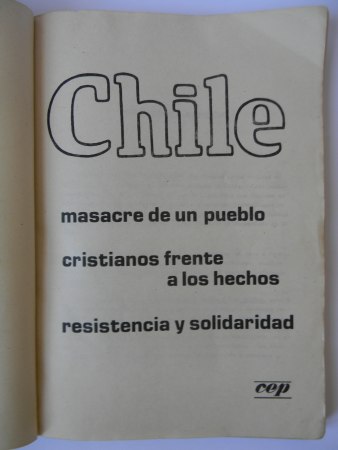 Chile
masacre de un pueblo
cristianos frente
a los hechos
resistencia y solidaridad
cep